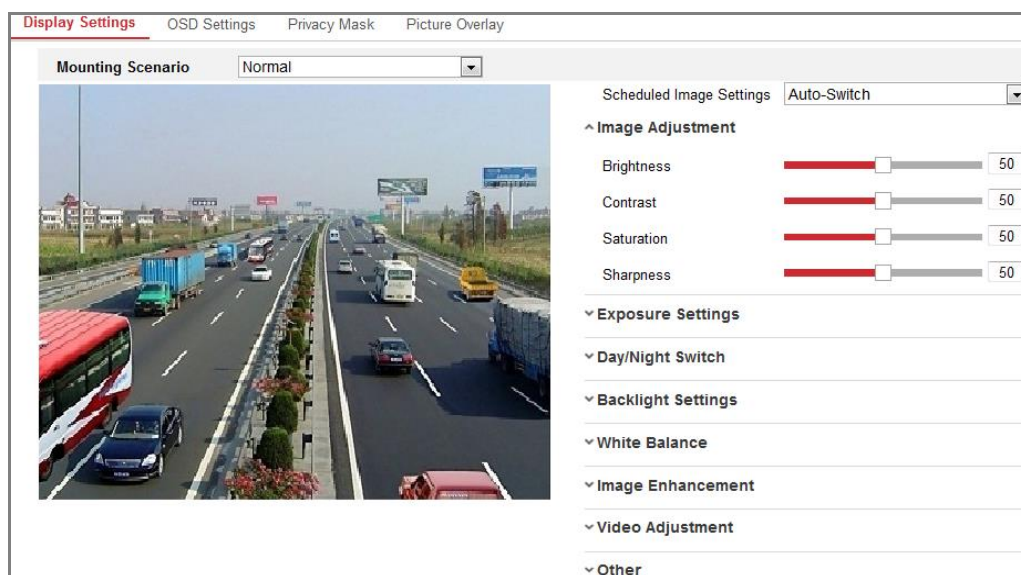 Display Settings OSD Settings Privacy Mask Picture Overlay
Mounting Scenario Normal
Scheduled Image Settings Auto-Switch
Image Adjustment
Brightness 50
Contrast 50
Saturation 50
Sharpness 50
Exposure Settings
Day/Night Switch
Backlight Settings
White Balance
Image Enhancement
Video Adjustment
Other